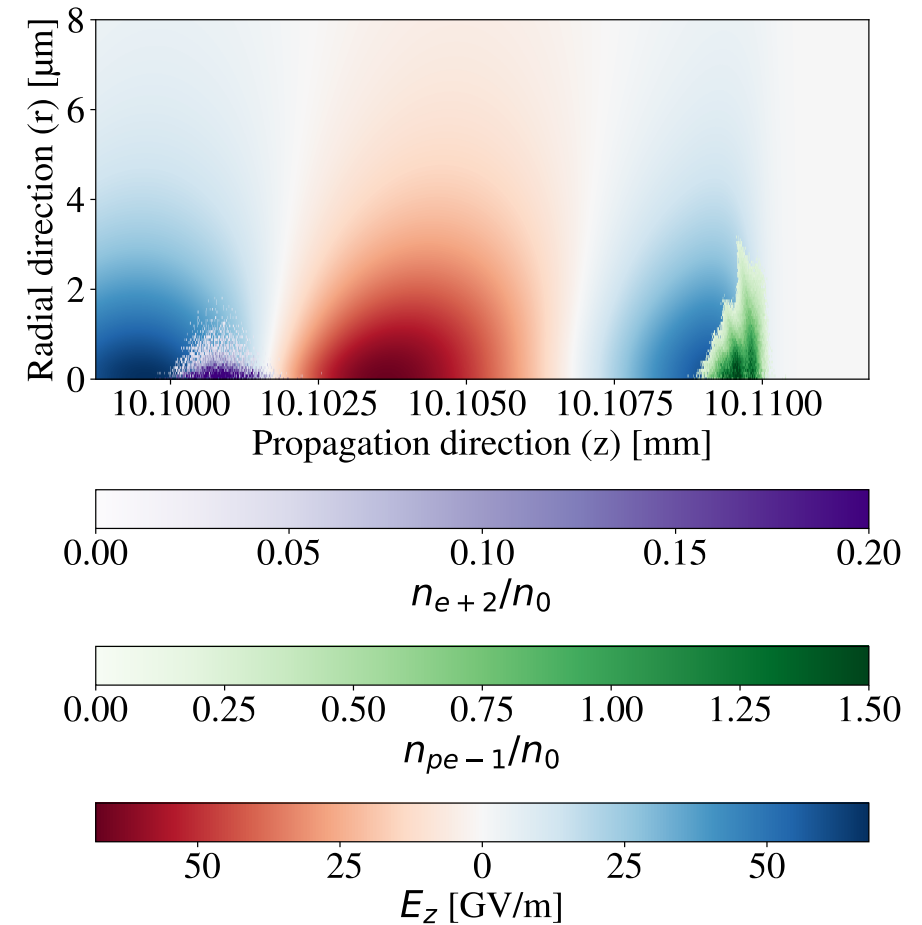 Radial direction (r) [µm]
8
6
4
2
0
10.1000 10.1025 10.1050 10.1075 10.1100
Propagation direction (z) [mm]
0.00 0.05 0.10 0.15 0.20
n_{e+2}/n_0
0.00 0.25 0.50 0.75 1.00 1.25 1.50
n_{pe-1}/n_0
50 25 0 25 50
E_z [GV/m]